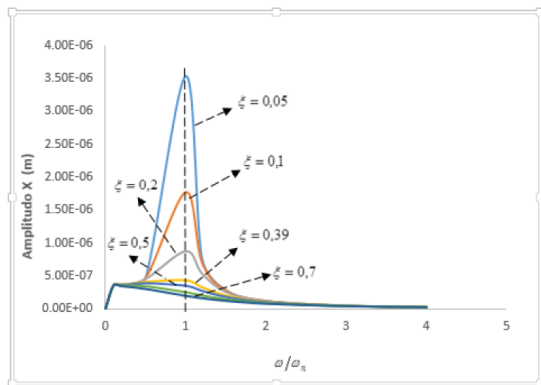 4.00E-06
3.50E-06
3.00E-06
2.50E-06
2.00E-06
1.50E-06
1.00E-06
5.00E-07
0.00E+00
Amplitudo X (m)
ξ = 0,05
ξ = 0,1
ξ = 0,2
ξ = 0,39
ξ = 0,5
ξ = 0,7
0 1 2 3 4 5
ω/ωn